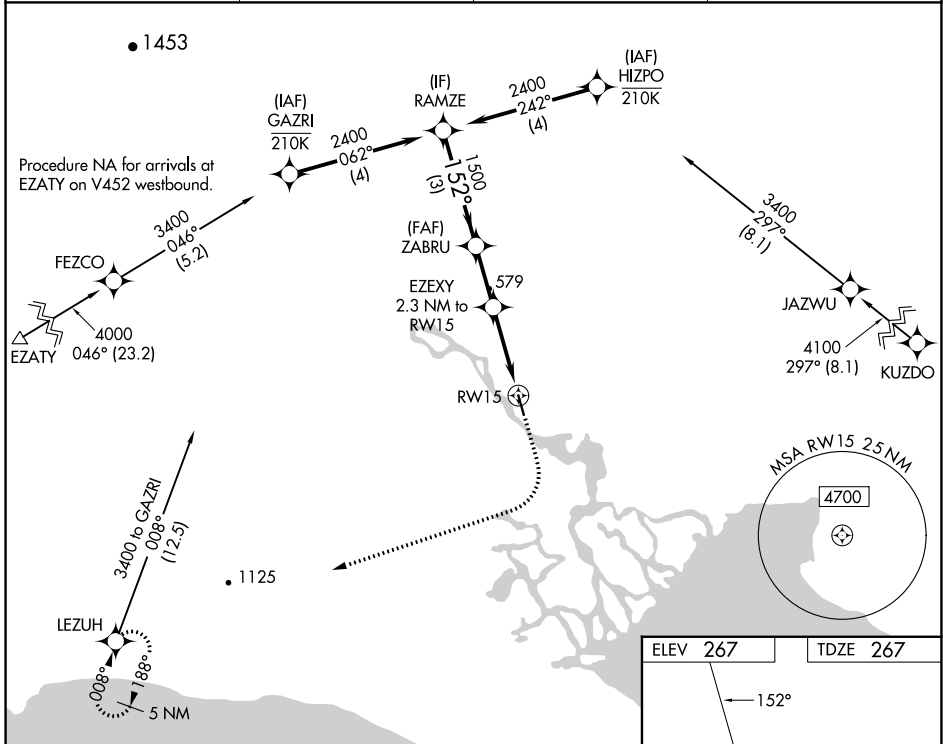 1453
(IAF)
GAZRI
210K
2400
062°
(4)
(IF)
RAMZE
2400
242°
(4)
(IAF)
HIZPO
210K
Procedure NA for arrivals at
EZATY on V452 westbound.
3400
046°
(5.2)
FEZCO
4000
046° (23.2)
EZATY
1500
152°
(3)
(FAF)
ZABRU
EZEXY
2.3 NM to
RW15
579
RW15
3400
297°
(8.1)
JAZWU
4100
297° (8.1)
KUZDO
MSA RW15 25 NM
4700
3400 to GAZRI
008°
(12.5)
1125
LEZUH
008°
188°
5 NM
ELEV 267
TDZE 267
152°